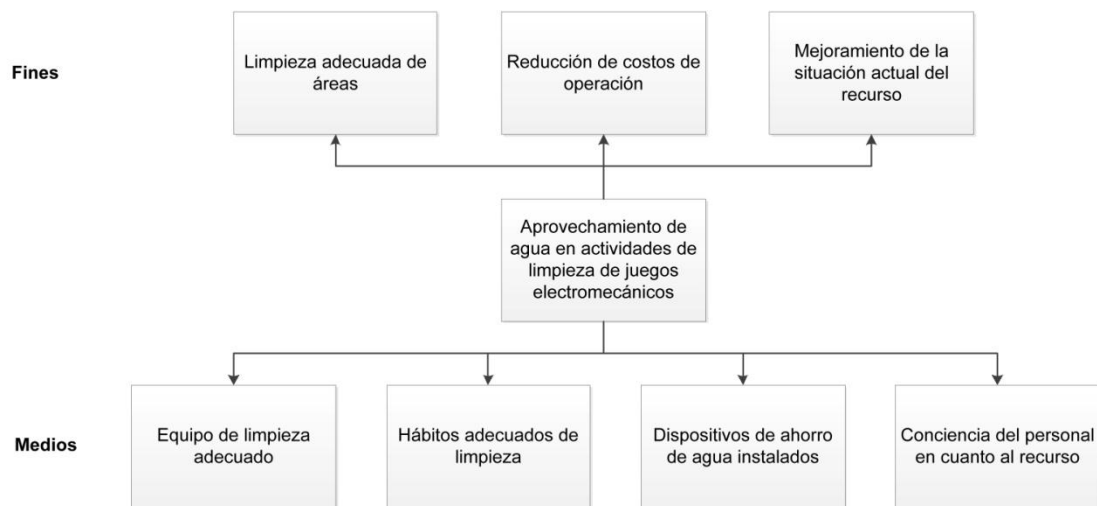 Fines
Limpieza adecuada de
áreas
Reducción de costos de
operación
Mejoramiento de la
situación actual del
recurso
Aprovechamiento de
agua en actividades de
limpieza de juegos
electromecánicos
Medios
Equipo de limpieza
adecuado
Hábitos adecuados de
limpieza
Dispositivos de ahorro
de agua instalados
Conciencia del personal
en cuanto al recurso